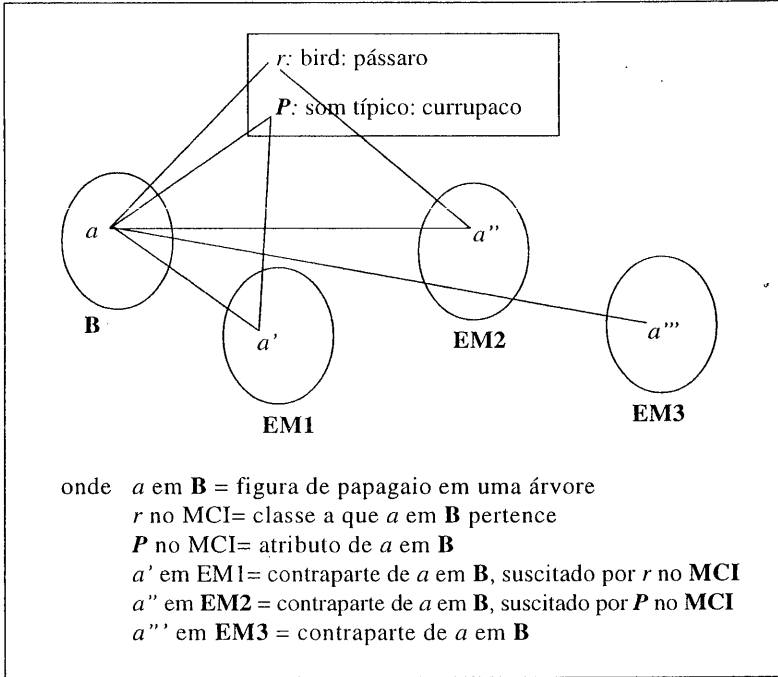 r: bird: pássaro
P: som típico: currupaco
a
a''
a'
a'''
B
EM2
EM1
EM3
onde a em B = figura de papagaio em uma árvore
r no MCI= classe a que a em B pertence
P no MCI= atributo de a em B
a' em EM1= contraparte de a em B, suscitado por r no MCI
a'' em EM2 = contraparte de a em B, suscitado por P no MCI
a''' em EM3 = contraparte de a em B